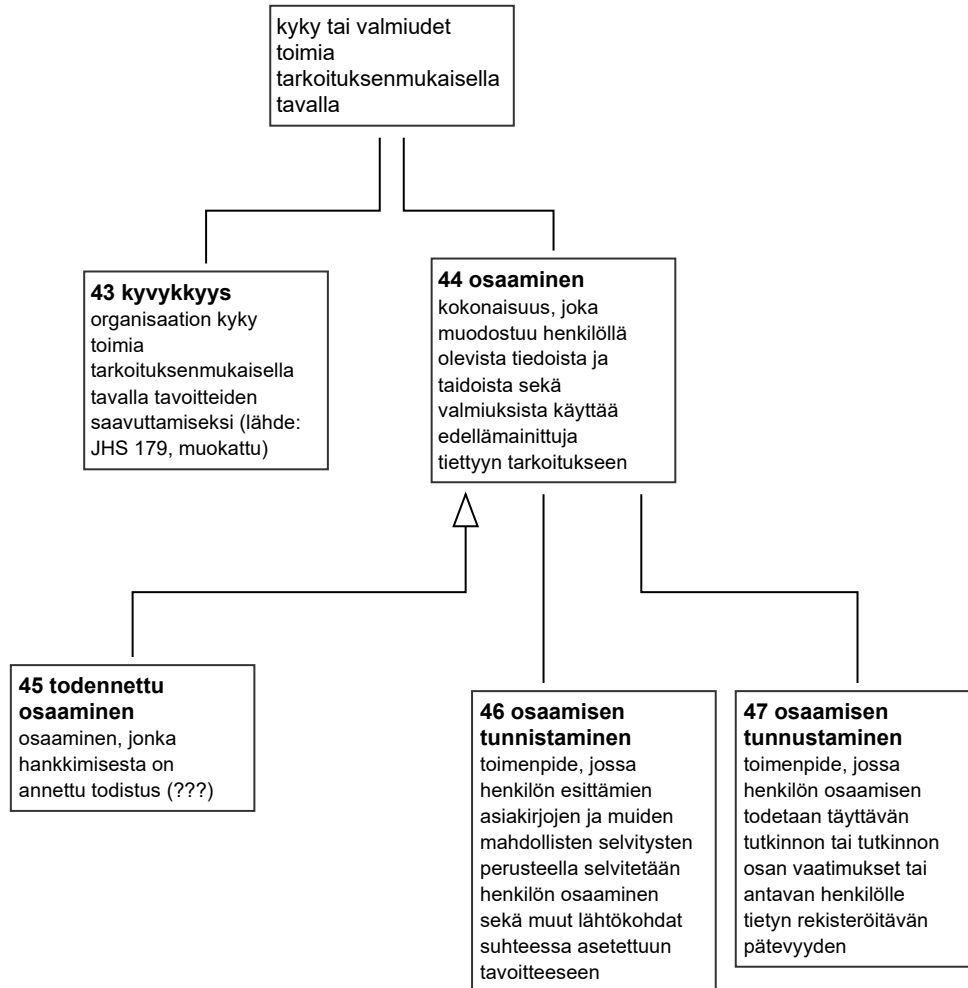 kyky tai valmiudet
toimia
tarkoituksenmukaisella
tavalla
43 kyvykkyys
organisaation kyky
toimia
tarkoituksenmukaisella
tavalla tavoitteiden
saavuttamiseksi (lähde:
JHS 179, muokattu)
44 osaaminen
kokonaisuus, joka
muodostuu henkilöllä
olevista tiedoista ja
taidoista sekä
valmiuksista käyttää
edellämainittuja
tiettyyn tarkoitukseen
45 todennettu
osaaminen
osaaminen, jonka
hankkimisesta on
annettu todistus (???)
46 osaamisen
tunnistaminen
toimenpide, jossa
henkilön esittämien
asiakirjojen ja muiden
mahdollisten selvitysten
perusteella selvitetään
henkilön osaaminen
sekä muut lähtökohdat
suhteessa asetettuun
tavoitteeseen
47 osaamisen
tunnustaminen
toimenpide, jossa
henkilön osaamisen
todetaan täyttävän
tutkinnon tai tutkinnon
osan vaatimukset tai
antavan henkilölle
tietyn rekisteröitävän
pätevyyden